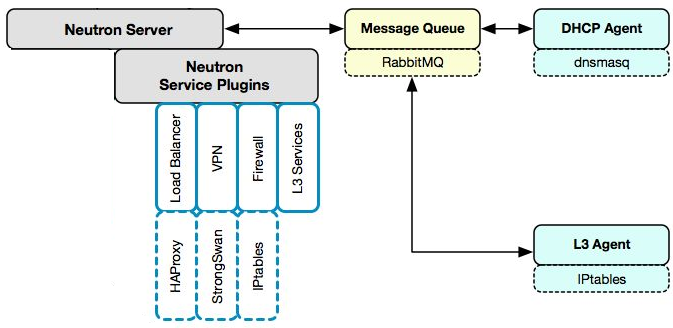 Neutron Server
Message Queue
DHCP Agent
RabbitMQ
dnsmasq
Neutron
Service Plugins
Load Balancer
VPN
Firewall
L3 Services
HAProxy
StrongSwan
IPtables
L3 Agent
IPtables